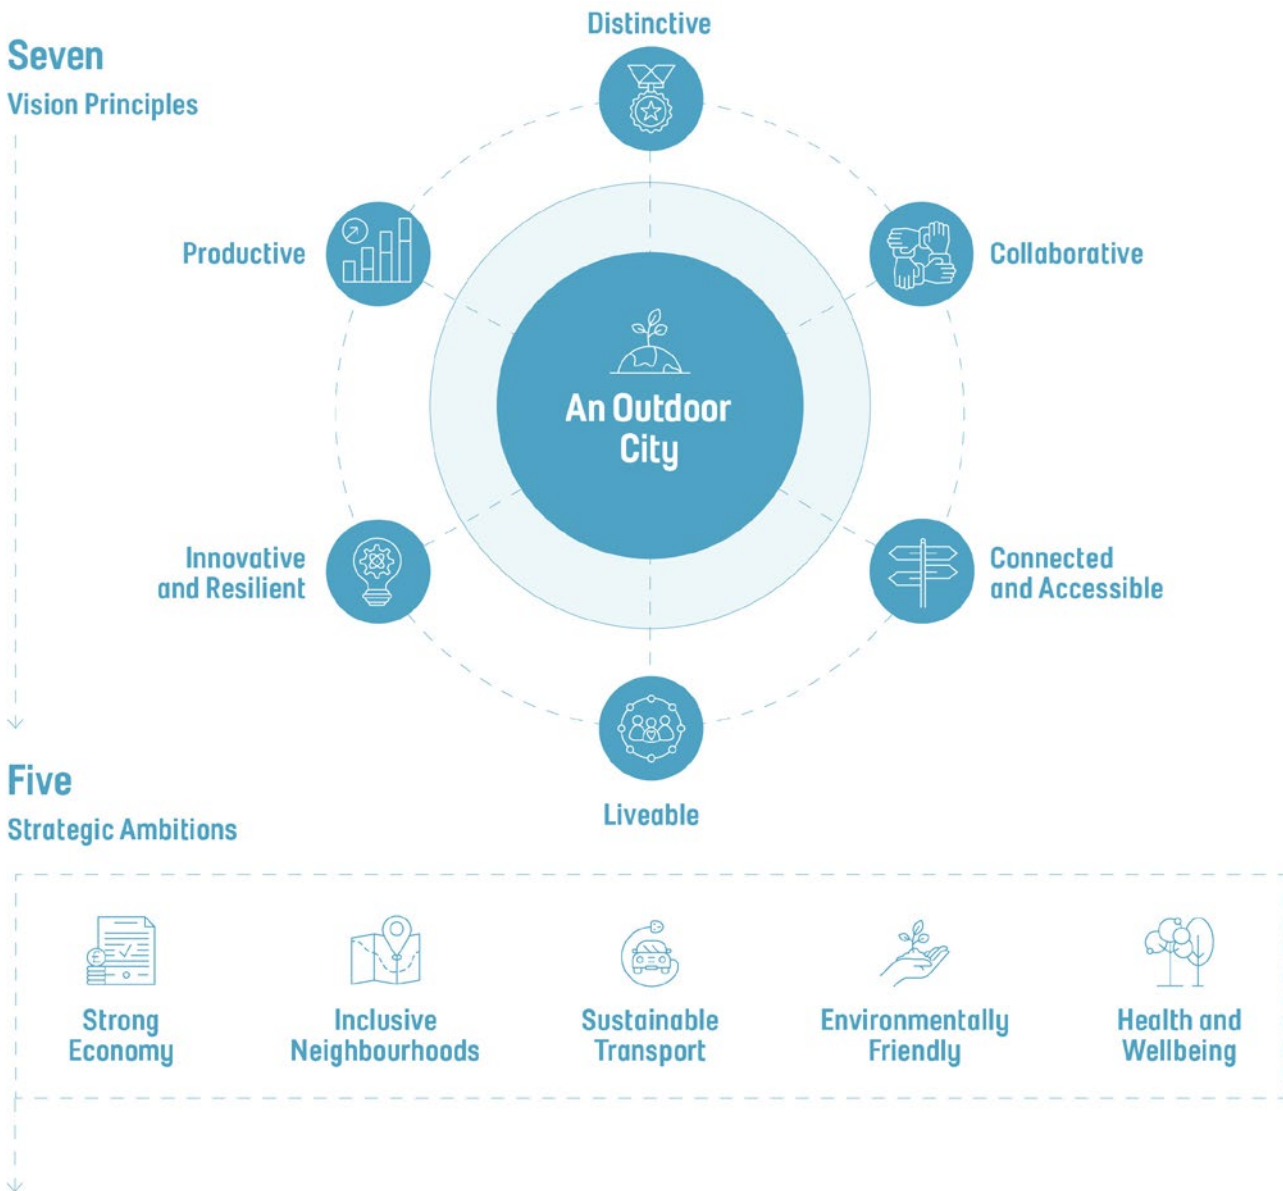 Seven
Vision Principles
Distinctive
Productive
Collaborative
An Outdoor
City
Innovative
and Resilient
Connected
and Accessible
Liveable
Five
Strategic Ambitions
£
Strong
Economy
Inclusive
Neighbourhoods
Sustainable
Transport
Environmentally
Friendly
Health and
Wellbeing